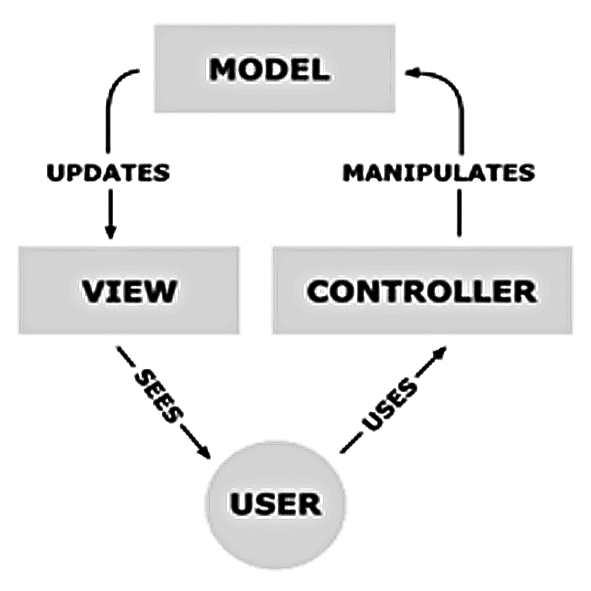 MODEL
UPDATES
MANIPULATES
VIEW
CONTROLLER
SEES
USES
USER